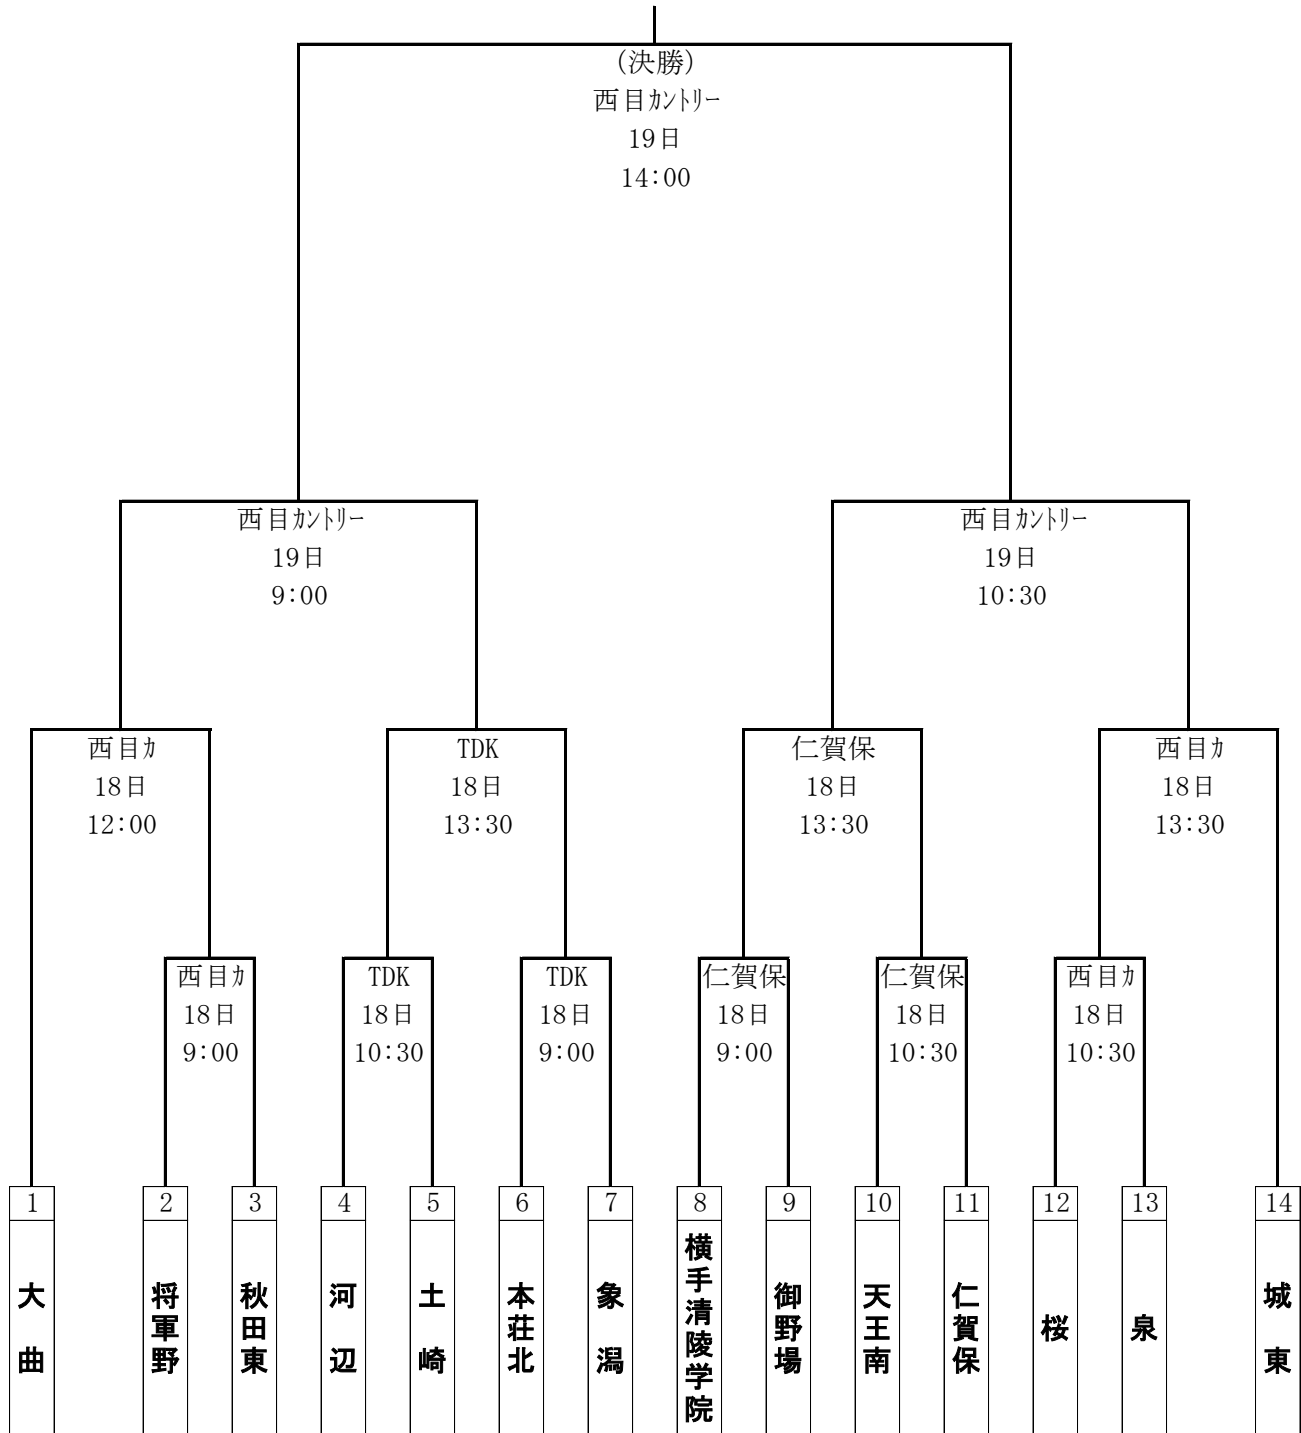 (決勝)
西目ｶﾝﾄﾘｰ
19日
14:00
西目ｶﾝﾄﾘｰ
19日
9:00
西目ｶﾝﾄﾘｰ
19日
10:30
西目ｶ
18日
12:00
TDK
18日
13:30
仁賀保
18日
13:30
西目ｶ
18日
13:30
西目ｶ
18日
9:00
TDK
18日
10:30
TDK
18日
9:00
仁賀保
18日
9:00
仁賀保
18日
10:30
西目ｶ
18日
10:30
1
大曲
2
将軍野
3
秋田東
4
河辺
5
土崎
6
本荘北
7
象潟
8
横手清陵学院
9
御野場
10
天王南
11
仁賀保
12
桜
13
泉
14
城東